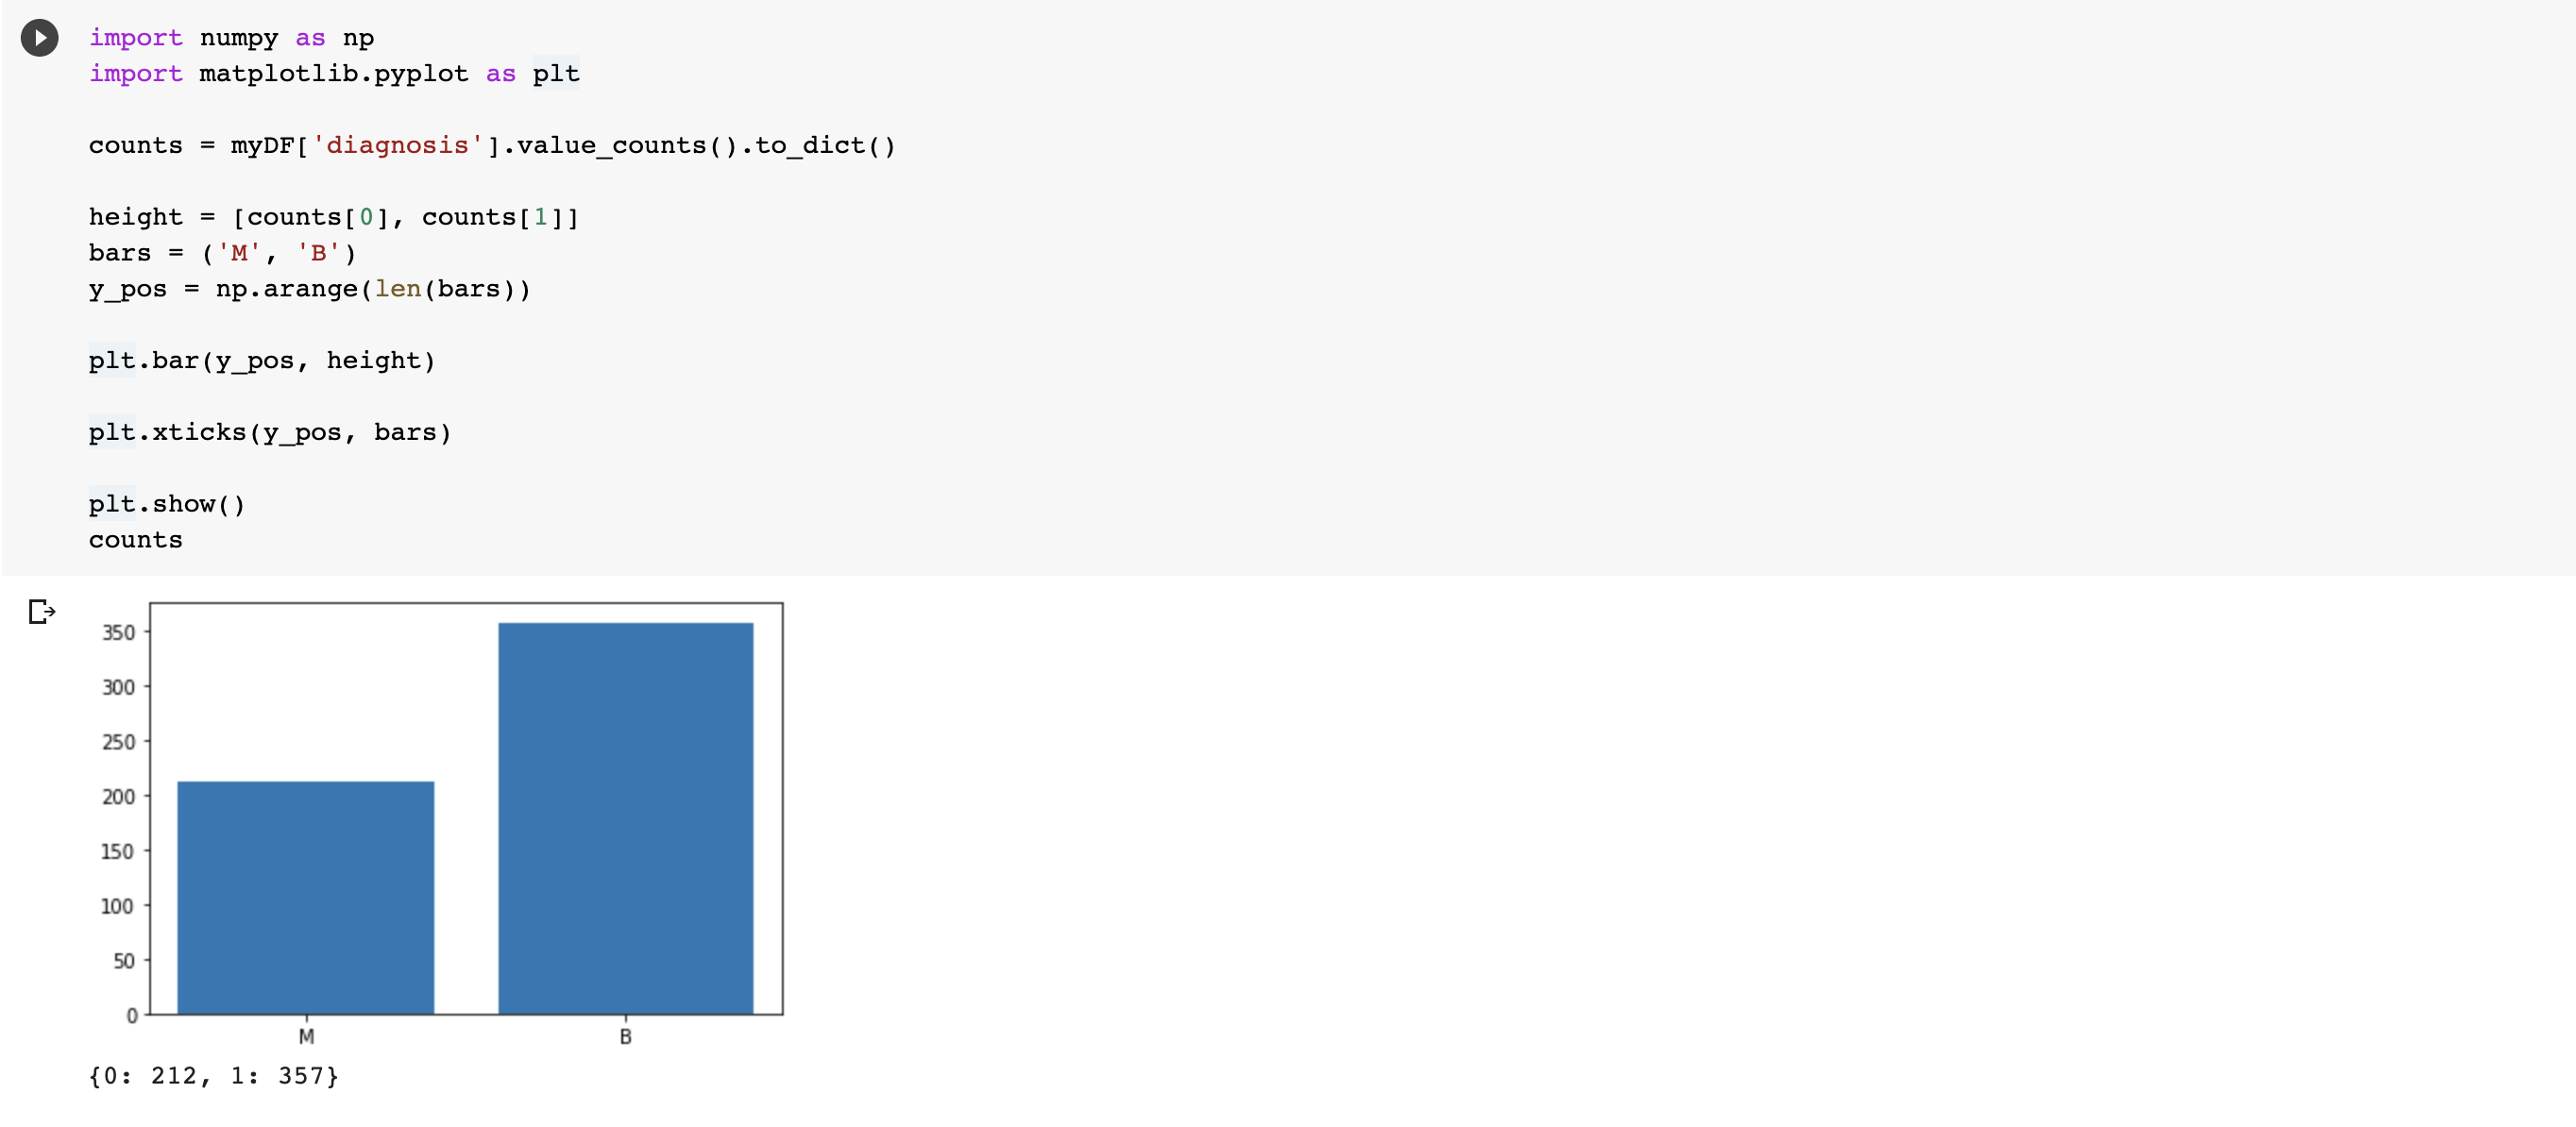 import numpy as np
import matplotlib.pyplot as plt
counts = myDF['diagnosis'].value_counts().to_dict()
height = [counts[0], counts[1]]
bars = ('M', 'B')
y_pos = np.arange(len(bars))
plt.bar(y_pos, height)
plt.xticks(y_pos, bars)
plt.show()
counts
350
300
250
200
150
100
50
0
M B
{0: 212, 1: 357}